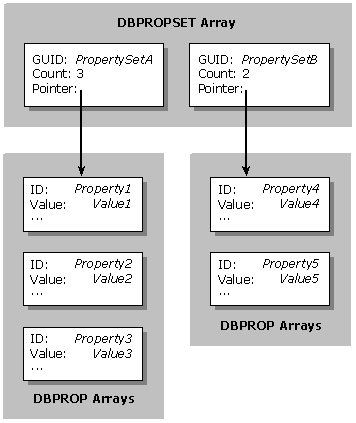 DBPROPSET Array
GUID: PropertySetA
Count: 3
Pointer:
GUID: PropertySetB
Count: 2
Pointer:
ID: Property1
Value: Value1
...
ID: Property2
Value: Value2
...
ID: Property3
Value: Value3
...
DBPROP Arrays
ID: Property4
Value: Value4
...
ID: Property5
Value: Value5
...
DBPROP Arrays